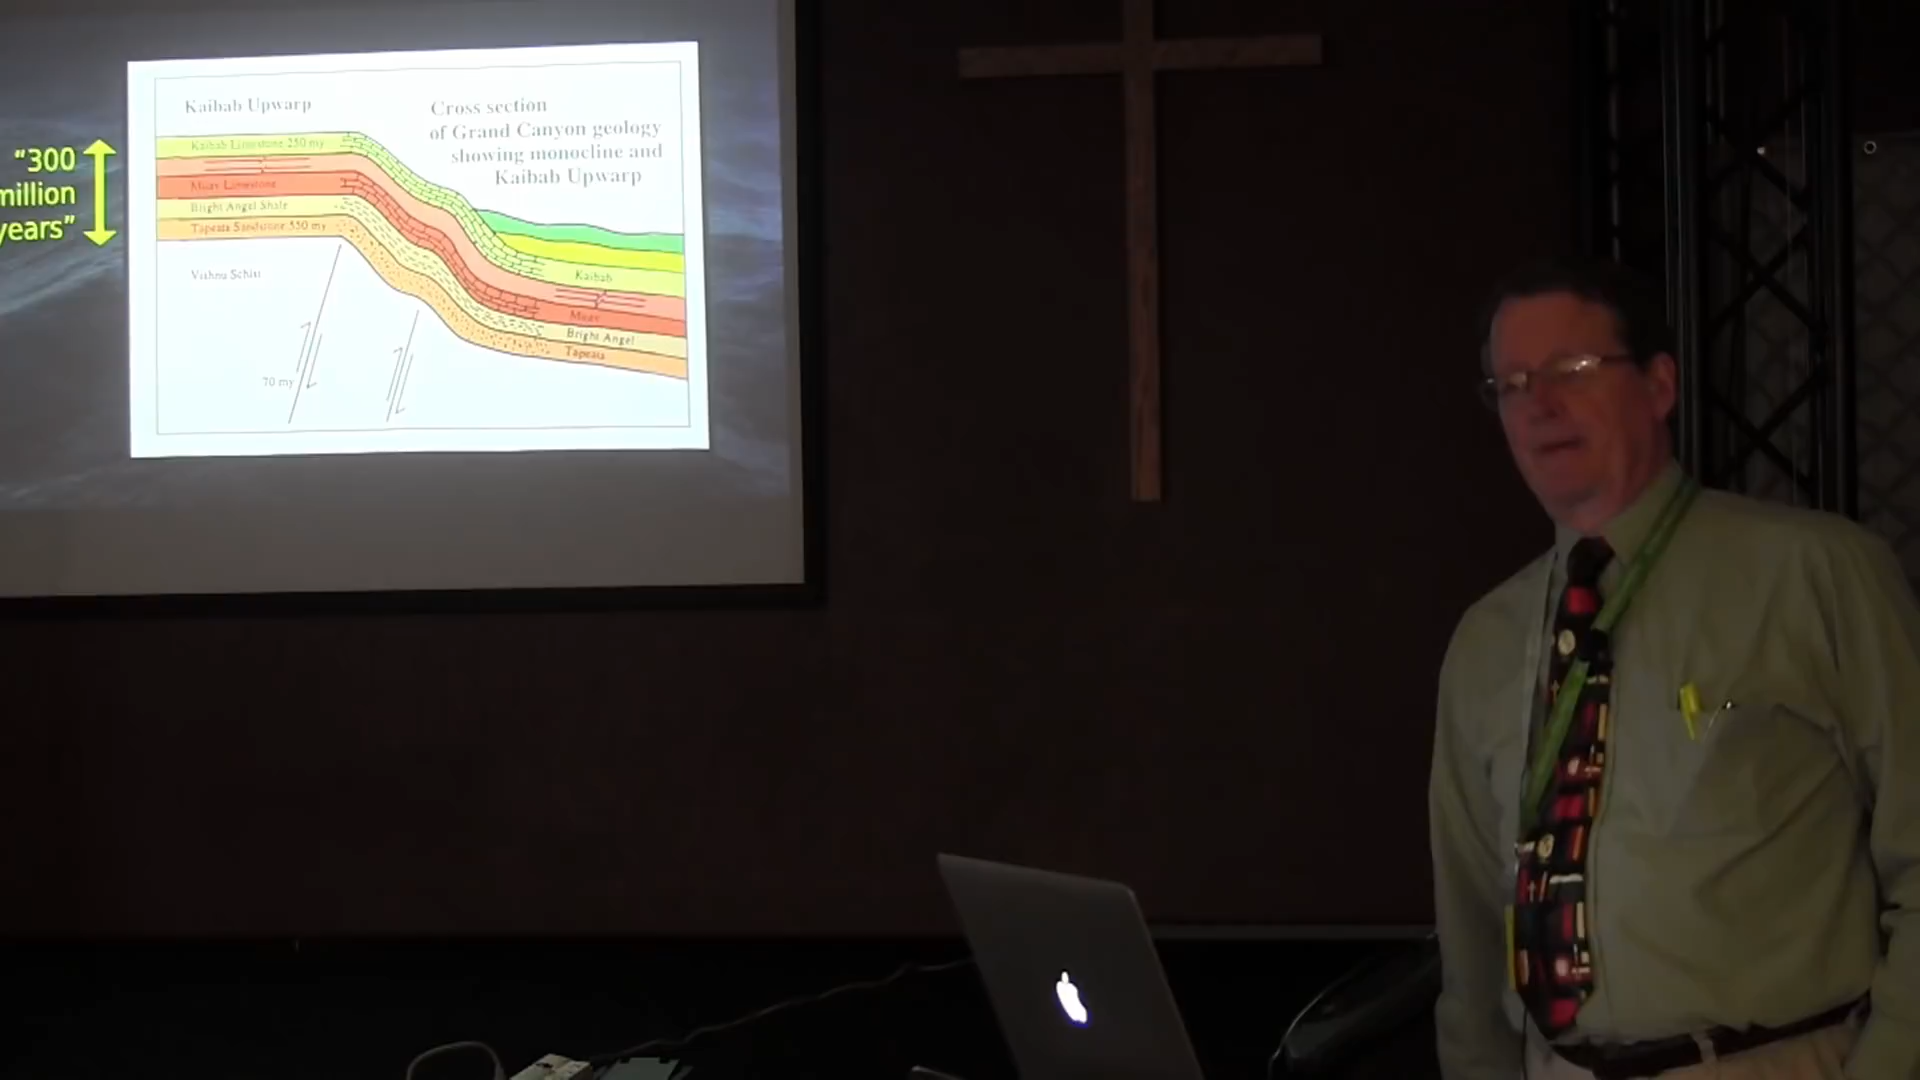 “300
million
years”
Kaibab Upwarp
Cross section
of Grand Canyon geology
showing monocline and
Kaibab Upwarp
Kaibab Limestone 250 my
Muav Limestone
Bright Angel Shale
Tapeats Sandstone 550 my
Vishnu Schist
70 my
Kaibab
Muav
Bright Angel
Tapeats